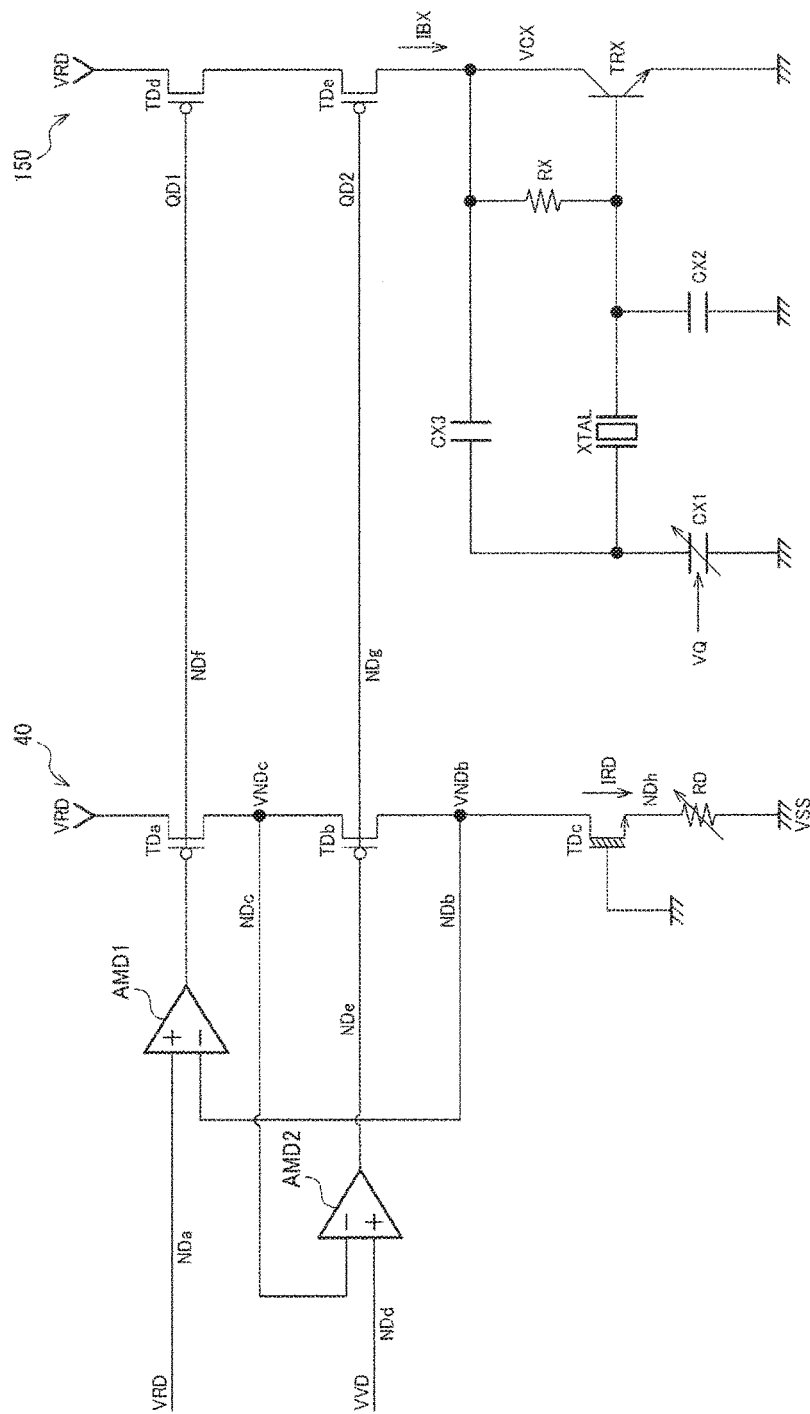 40
150
VRD
VRD
AMD1
TDa
NDf
QD1
TDd
VRD
NDa
+
−
NDc
VNDc
AMD2
NDe
TDb
NDg
QD2
TDe
IBX
VVD
NDd
−
+
NDb
VNDb
VCX
TRX
CX3
RX
TDc
IRD
NDh
RD
VSS
XTAL
CX2
CX1
VQ